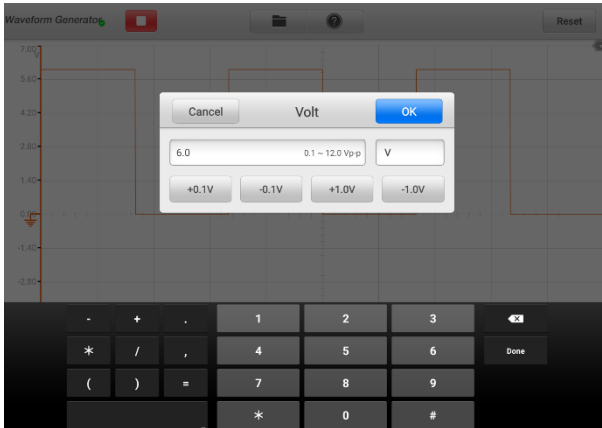 Waveform Generator
Reset
7.00
V
5.60
4.20
2.80
1.40
0.00
-1.40
-2.80
Cancel Volt OK
6.0 0.1 ~ 12.0 Vp-p V
+0.1V -0.1V +1.0V -1.0V
- + . 1 2 3
* / , 4 5 6 Done
( ) = 7 8 9
* 0 #